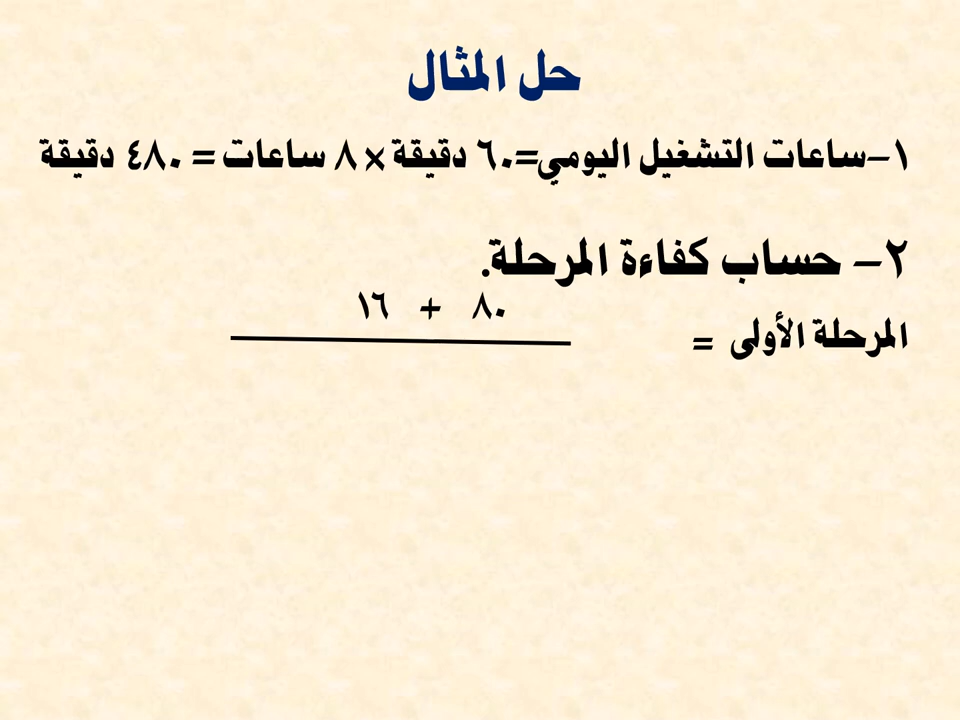 حل المثال
١-ساعات التشغيل اليومي=٦٠ دقيقة × ٨ ساعات = ٤٨٠ دقيقة
٢- حساب كفاءة المرحلة.
٨٠ + ١٦
المرحلة الأولى =